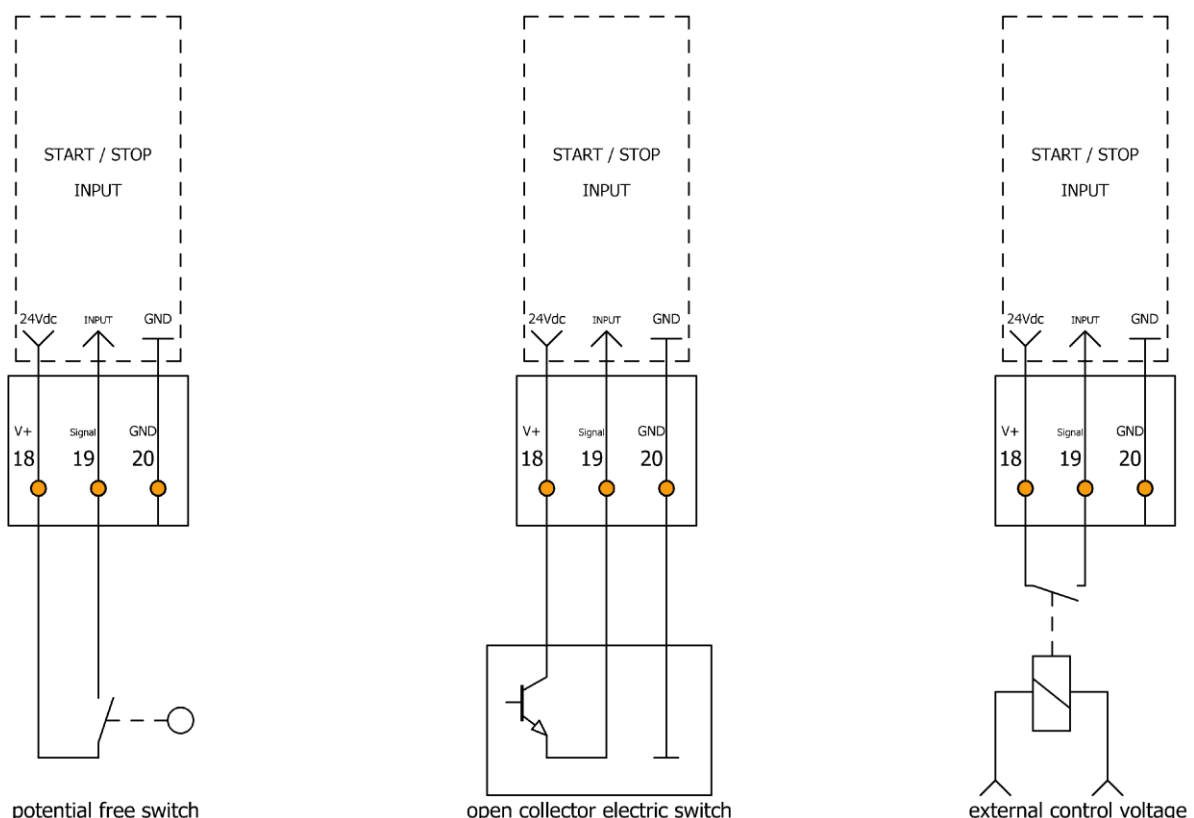 START / STOP
INPUT
24Vdc INPUT GND
V+ Signal GND
18 19 20
potential free switch
START / STOP
INPUT
24Vdc INPUT GND
V+ Signal GND
18 19 20
open collector electric switch
START / STOP
INPUT
24Vdc INPUT GND
V+ Signal GND
18 19 20
external control voltage